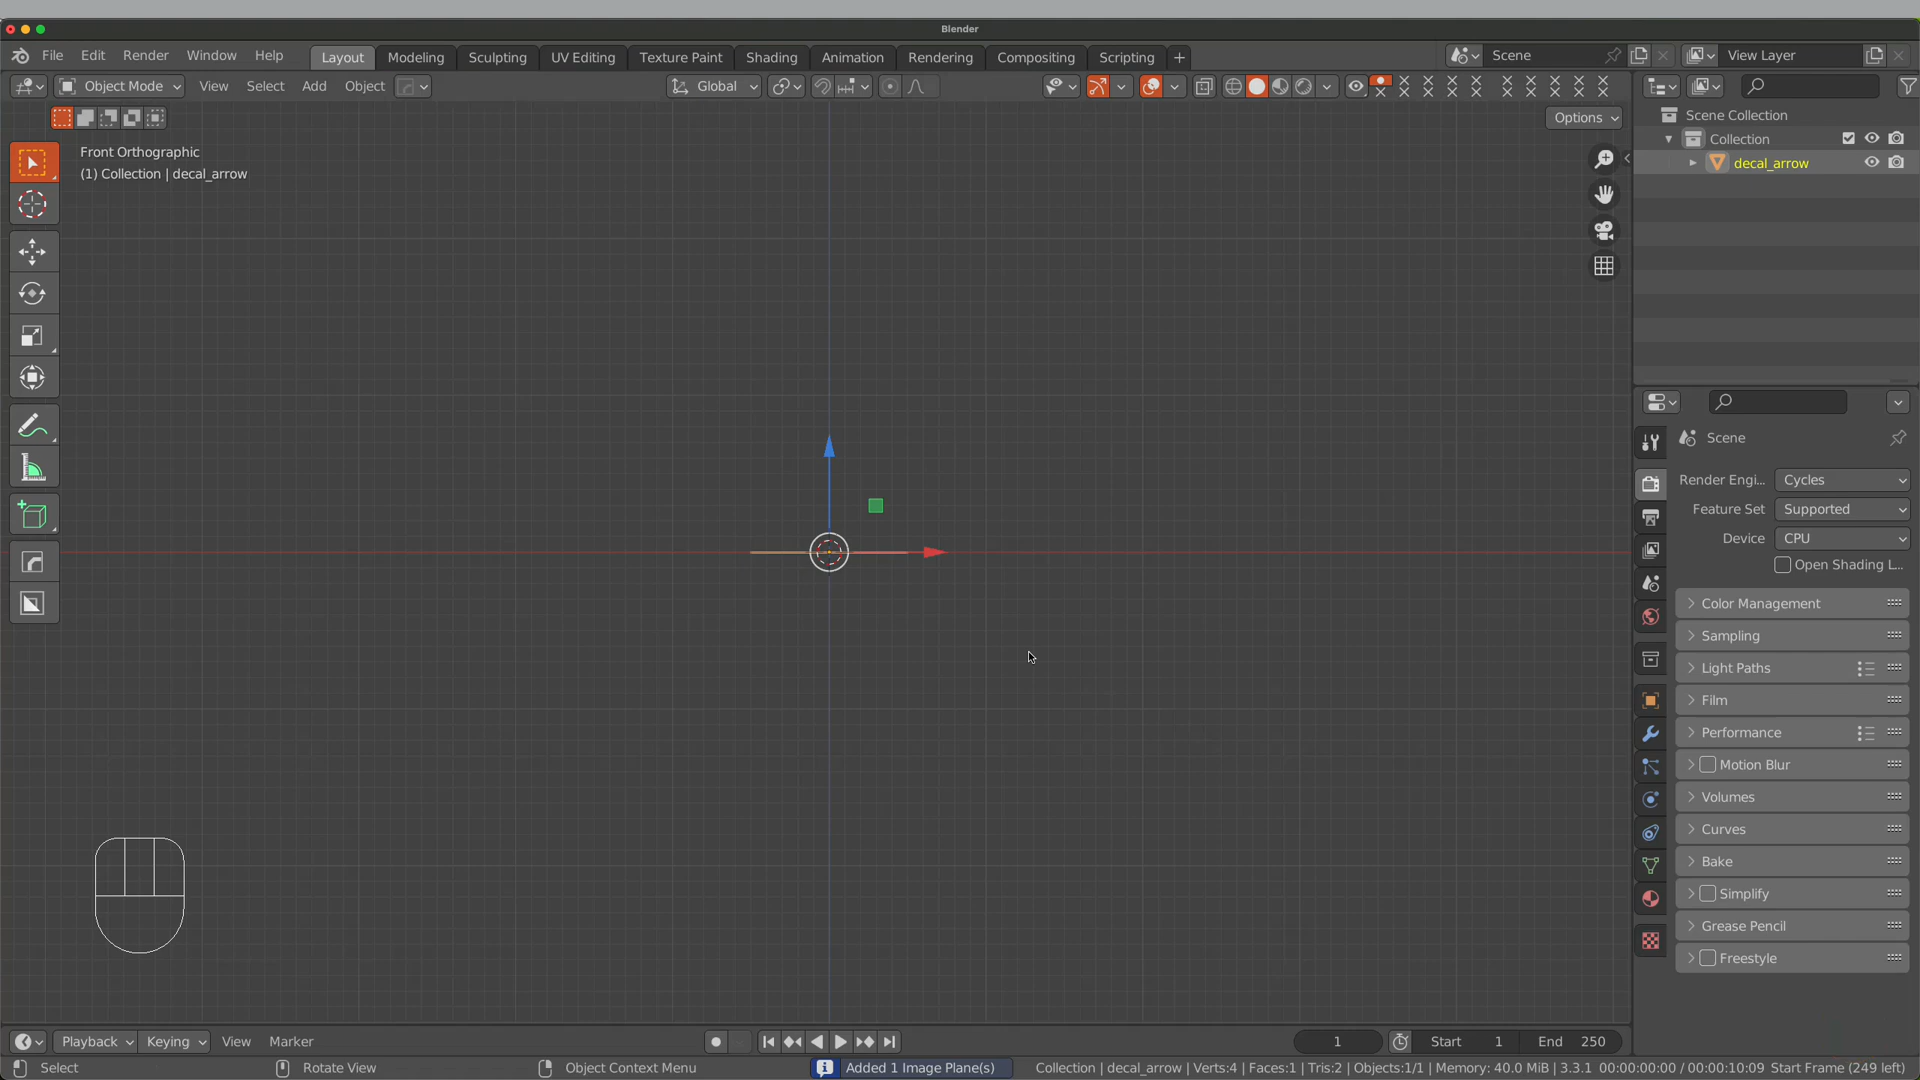 Blender
File Edit Render Window Help Layout Modeling Sculpting UV Editing Texture Paint Shading Animation Rendering Compositing Scripting + Scene View Layer
Object Mode View Select Add Object Global
Options
Front Orthographic
(1) Collection | decal_arrow
Scene Collection
Collection
decal_arrow
Scene
Render Engi... Cycles
Feature Set Supported
Device CPU
Open Shading L...
Color Management
Sampling
Light Paths
Film
Performance
Motion Blur
Volumes
Curves
Bake
Simplify
Grease Pencil
Freestyle
Playback Keying View Marker 1 Start 1 End 250
Select Rotate View Object Context Menu Added 1 Image Plane(s) Collection | decal_arrow | Verts:4 | Faces:1 | Tris:2 | Objects:1/1 | Memory: 40.0 MiB | 3.3.1 00:00:00:00 / 00:00:10:09 Start Frame (249 left)